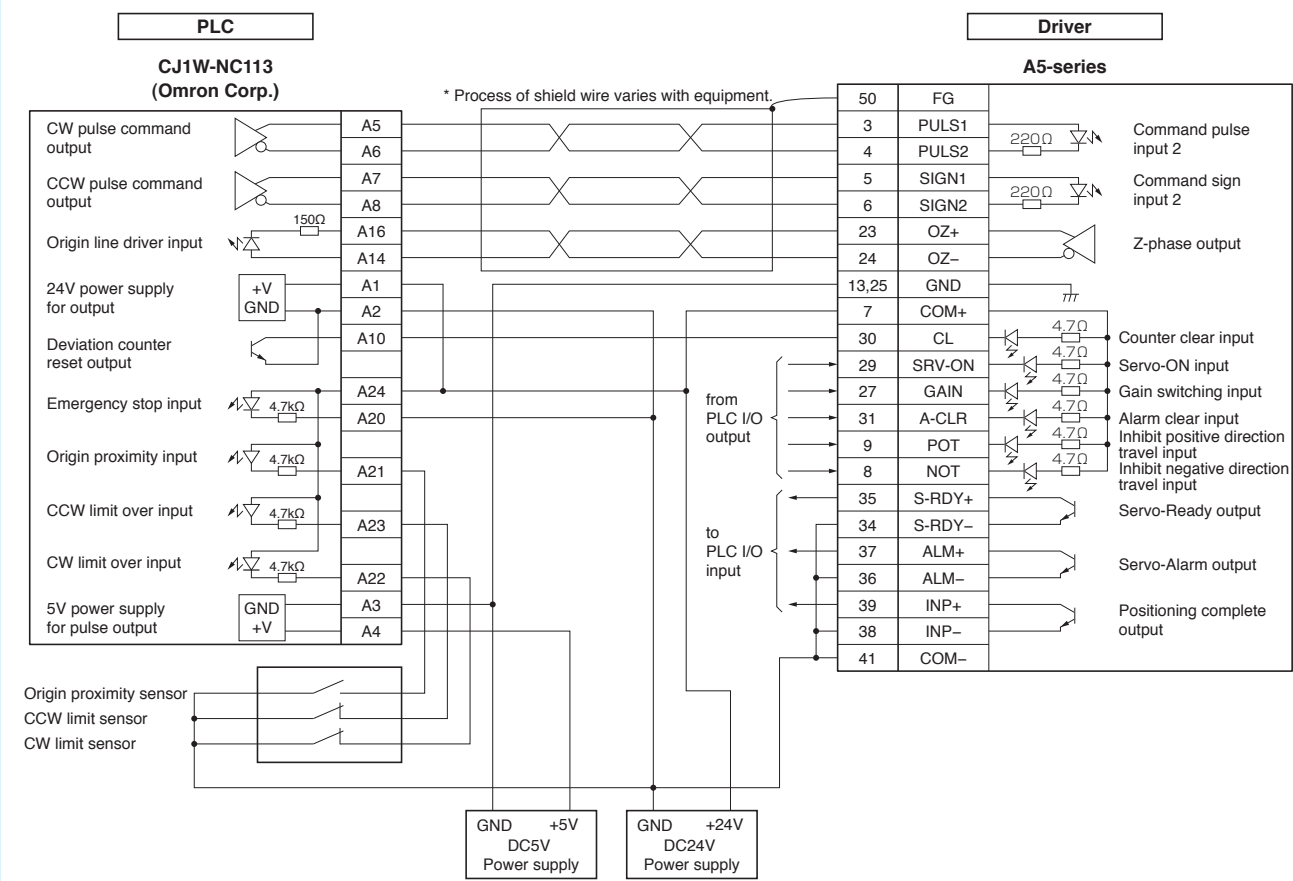 PLC
Driver
CJ1W-NC113
(Omron Corp.)
A5-series
* Process of shield wire varies with equipment.
CW pulse command
output
A5
A6
CCW pulse command
output
A7
A8
Origin line driver input
150Ω
A16
A14
24V power supply
for output
+V
GND
A1
A2
Deviation counter
reset output
A10
Emergency stop input
4.7kΩ
A24
A20
Origin proximity input
4.7kΩ
A21
CCW limit over input
4.7kΩ
A23
CW limit over input
4.7kΩ
A22
5V power supply
for pulse output
GND
+V
A3
A4
50 FG
3 PULS1
4 PULS2
220Ω
Command pulse
input 2
5 SIGN1
6 SIGN2
220Ω
Command sign
input 2
23 OZ+
24 OZ−
Z-phase output
13,25 GND
7 COM+
30 CL 4.7Ω Counter clear input
29 SRV-ON 4.7Ω Servo-ON input
27 GAIN 4.7Ω Gain switching input
31 A-CLR 4.7Ω Alarm clear input
9 POT 4.7Ω Inhibit positive direction
travel input
8 NOT 4.7Ω Inhibit negative direction
travel input
from
PLC I/O
output
35 S-RDY+
34 S-RDY−
Servo-Ready output
37 ALM+
36 ALM−
Servo-Alarm output
39 INP+
38 INP−
Positioning complete
output
41 COM−
to
PLC I/O
input
Origin proximity sensor
CCW limit sensor
CW limit sensor
GND +5V
DC5V
Power supply
GND +24V
DC24V
Power supply